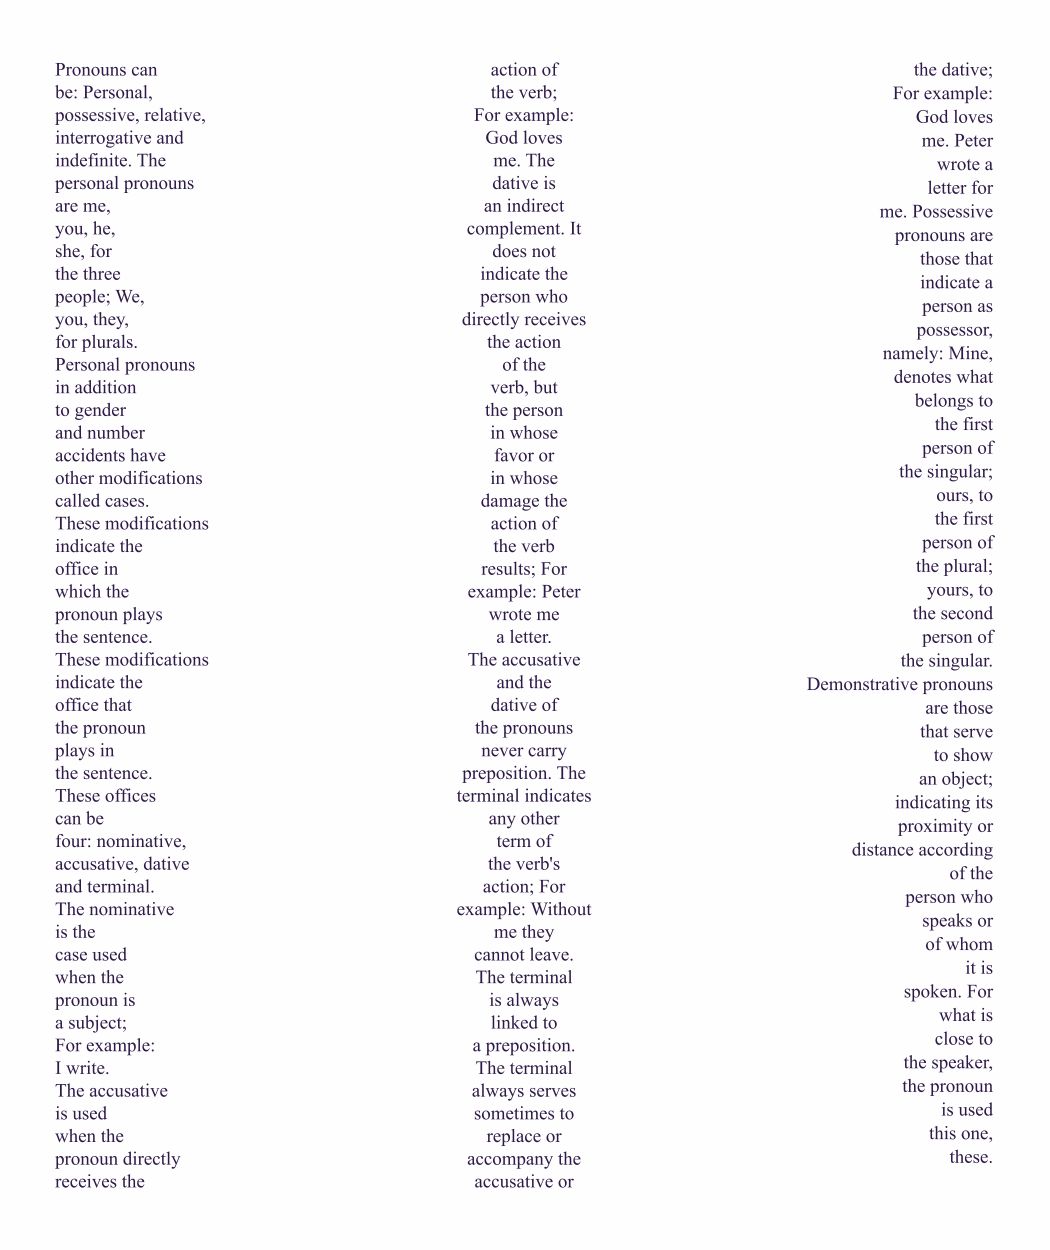 Pronouns can
be: Personal,
possessive, relative,
interrogative and
indefinite. The
personal pronouns
are me,
you, he,
she, for
the three
people; We,
you, they,
for plurals.
Personal pronouns
in addition
to gender
and number
accidents have
other modifications
called cases.
These modifications
indicate the
office in
which the
pronoun plays
the sentence.
These modifications
indicate the
office that
the pronoun
plays in
the sentence.
These offices
can be
four: nominative,
accusative, dative
and terminal.
The nominative
is the
case used
when the
pronoun is
a subject;
For example:
I write.
The accusative
is used
when the
pronoun directly
receives the
action of
the verb;
For example:
God loves
me. The
dative is
an indirect
complement. It
does not
indicate the
person who
directly receives
the action
of the
verb, but
the person
in whose
favor or
in whose
damage the
action of
the verb
results; For
example: Peter
wrote me
a letter.
The accusative
and the
dative of
the pronouns
never carry
preposition. The
terminal indicates
any other
term of
the verb's
action; For
example: Without
me they
cannot leave.
The terminal
is always
linked to
a preposition.
The terminal
always serves
sometimes to
replace or
accompany the
accusative or
the dative;
For example:
God loves
me. Peter
wrote a
letter for
me. Possessive
pronouns are
those that
indicate a
person as
possessor,
namely: Mine,
denotes what
belongs to
the first
person of
the singular;
ours, to
the first
person of
the plural;
yours, to
the second
person of
the singular.
Demonstrative pronouns
are those
that serve
to show
an object;
indicating its
proximity or
distance according
of the
person who
speaks or
of whom
it is
spoken. For
what is
close to
the speaker,
the pronoun
is used
this one,
these.